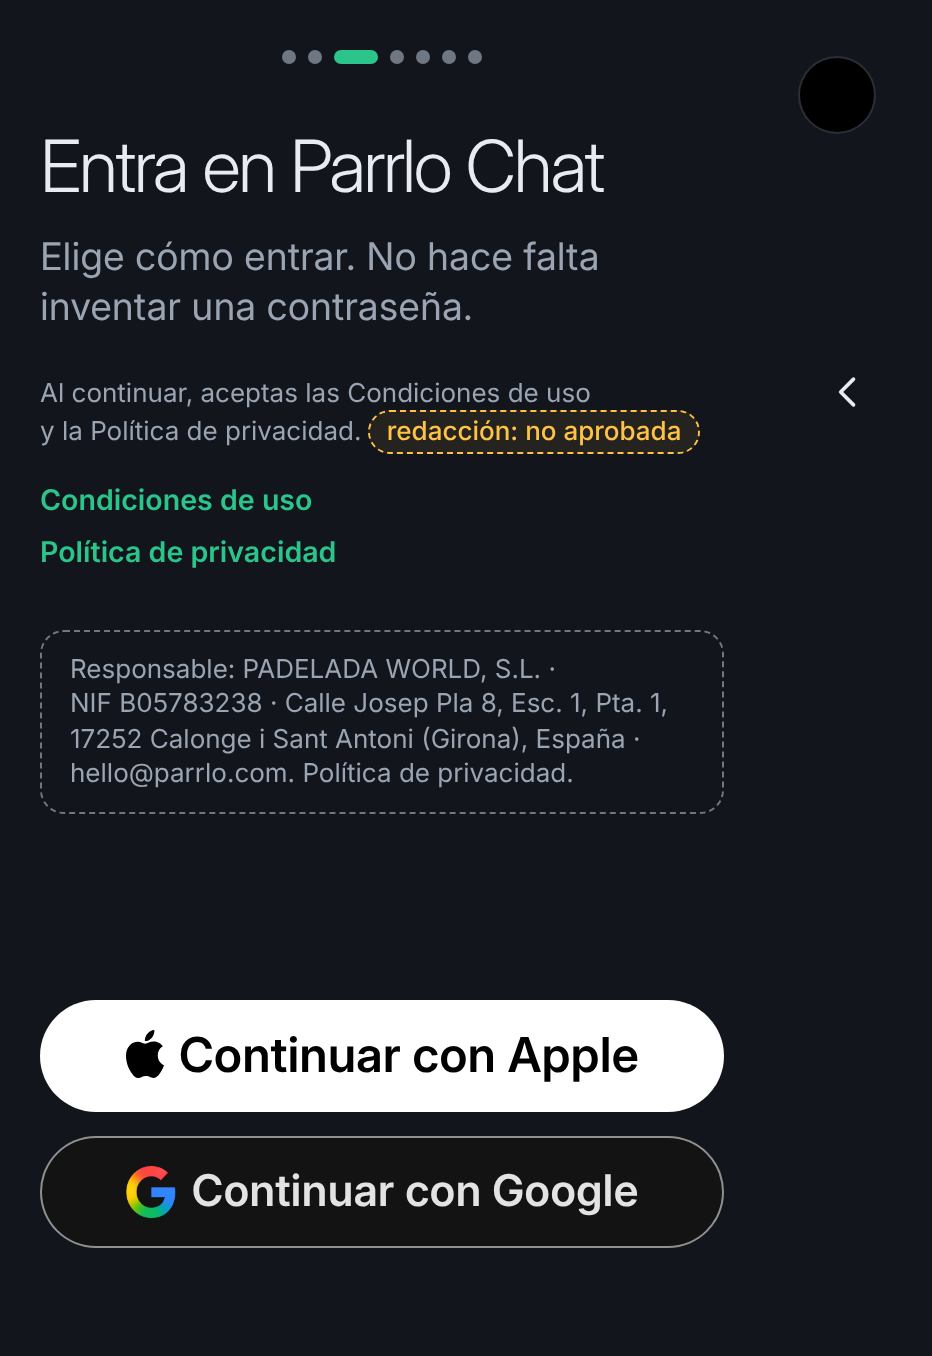 Entra en Parrlo Chat
Elige cómo entrar. No hace falta
inventar una contraseña.
Al continuar, aceptas las Condiciones de uso
y la Política de privacidad. redacción: no aprobada
Condiciones de uso
Política de privacidad
Responsable: PADELADA WORLD, S.L. ·
NIF B05783238 · Calle Josep Pla 8, Esc. 1, Pta. 1,
17252 Calonge i Sant Antoni (Girona), España ·
hello@parrlo.com. Política de privacidad.
Continuar con Apple
Continuar con Google